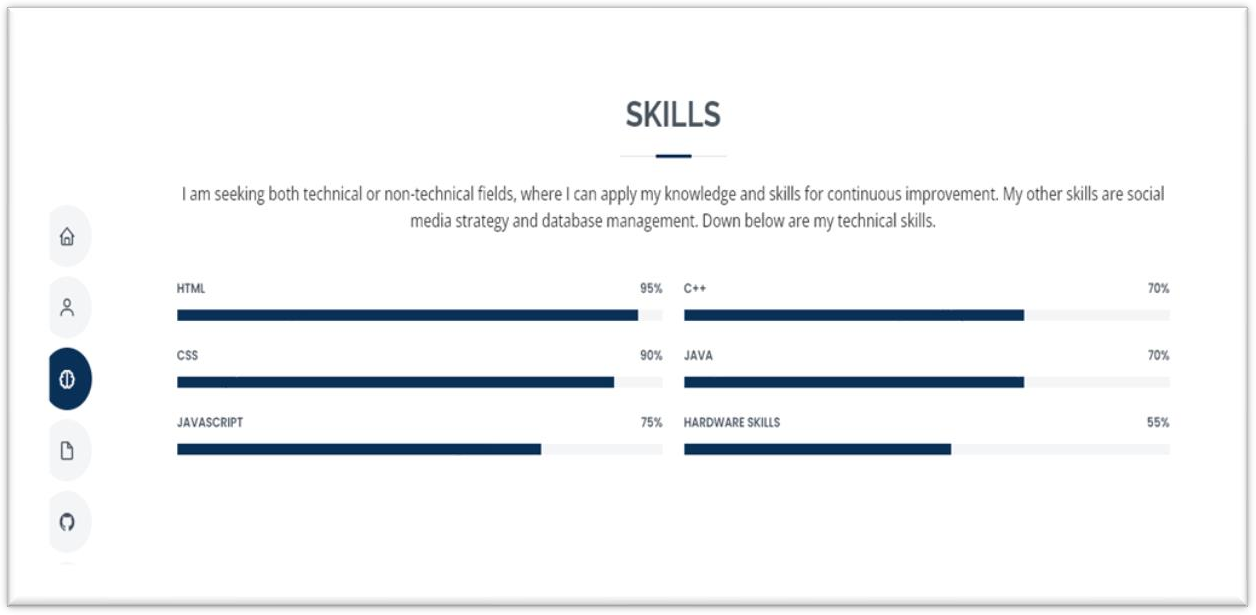 SKILLS
I am seeking both technical or non-technical fields, where I can apply my knowledge and skills for continuous improvement. My other skills are social
media strategy and database management. Down below are my technical skills.
HTML 95%
C++ 70%
CSS 90%
JAVA 70%
JAVASCRIPT 75%
HARDWARE SKILLS 55%